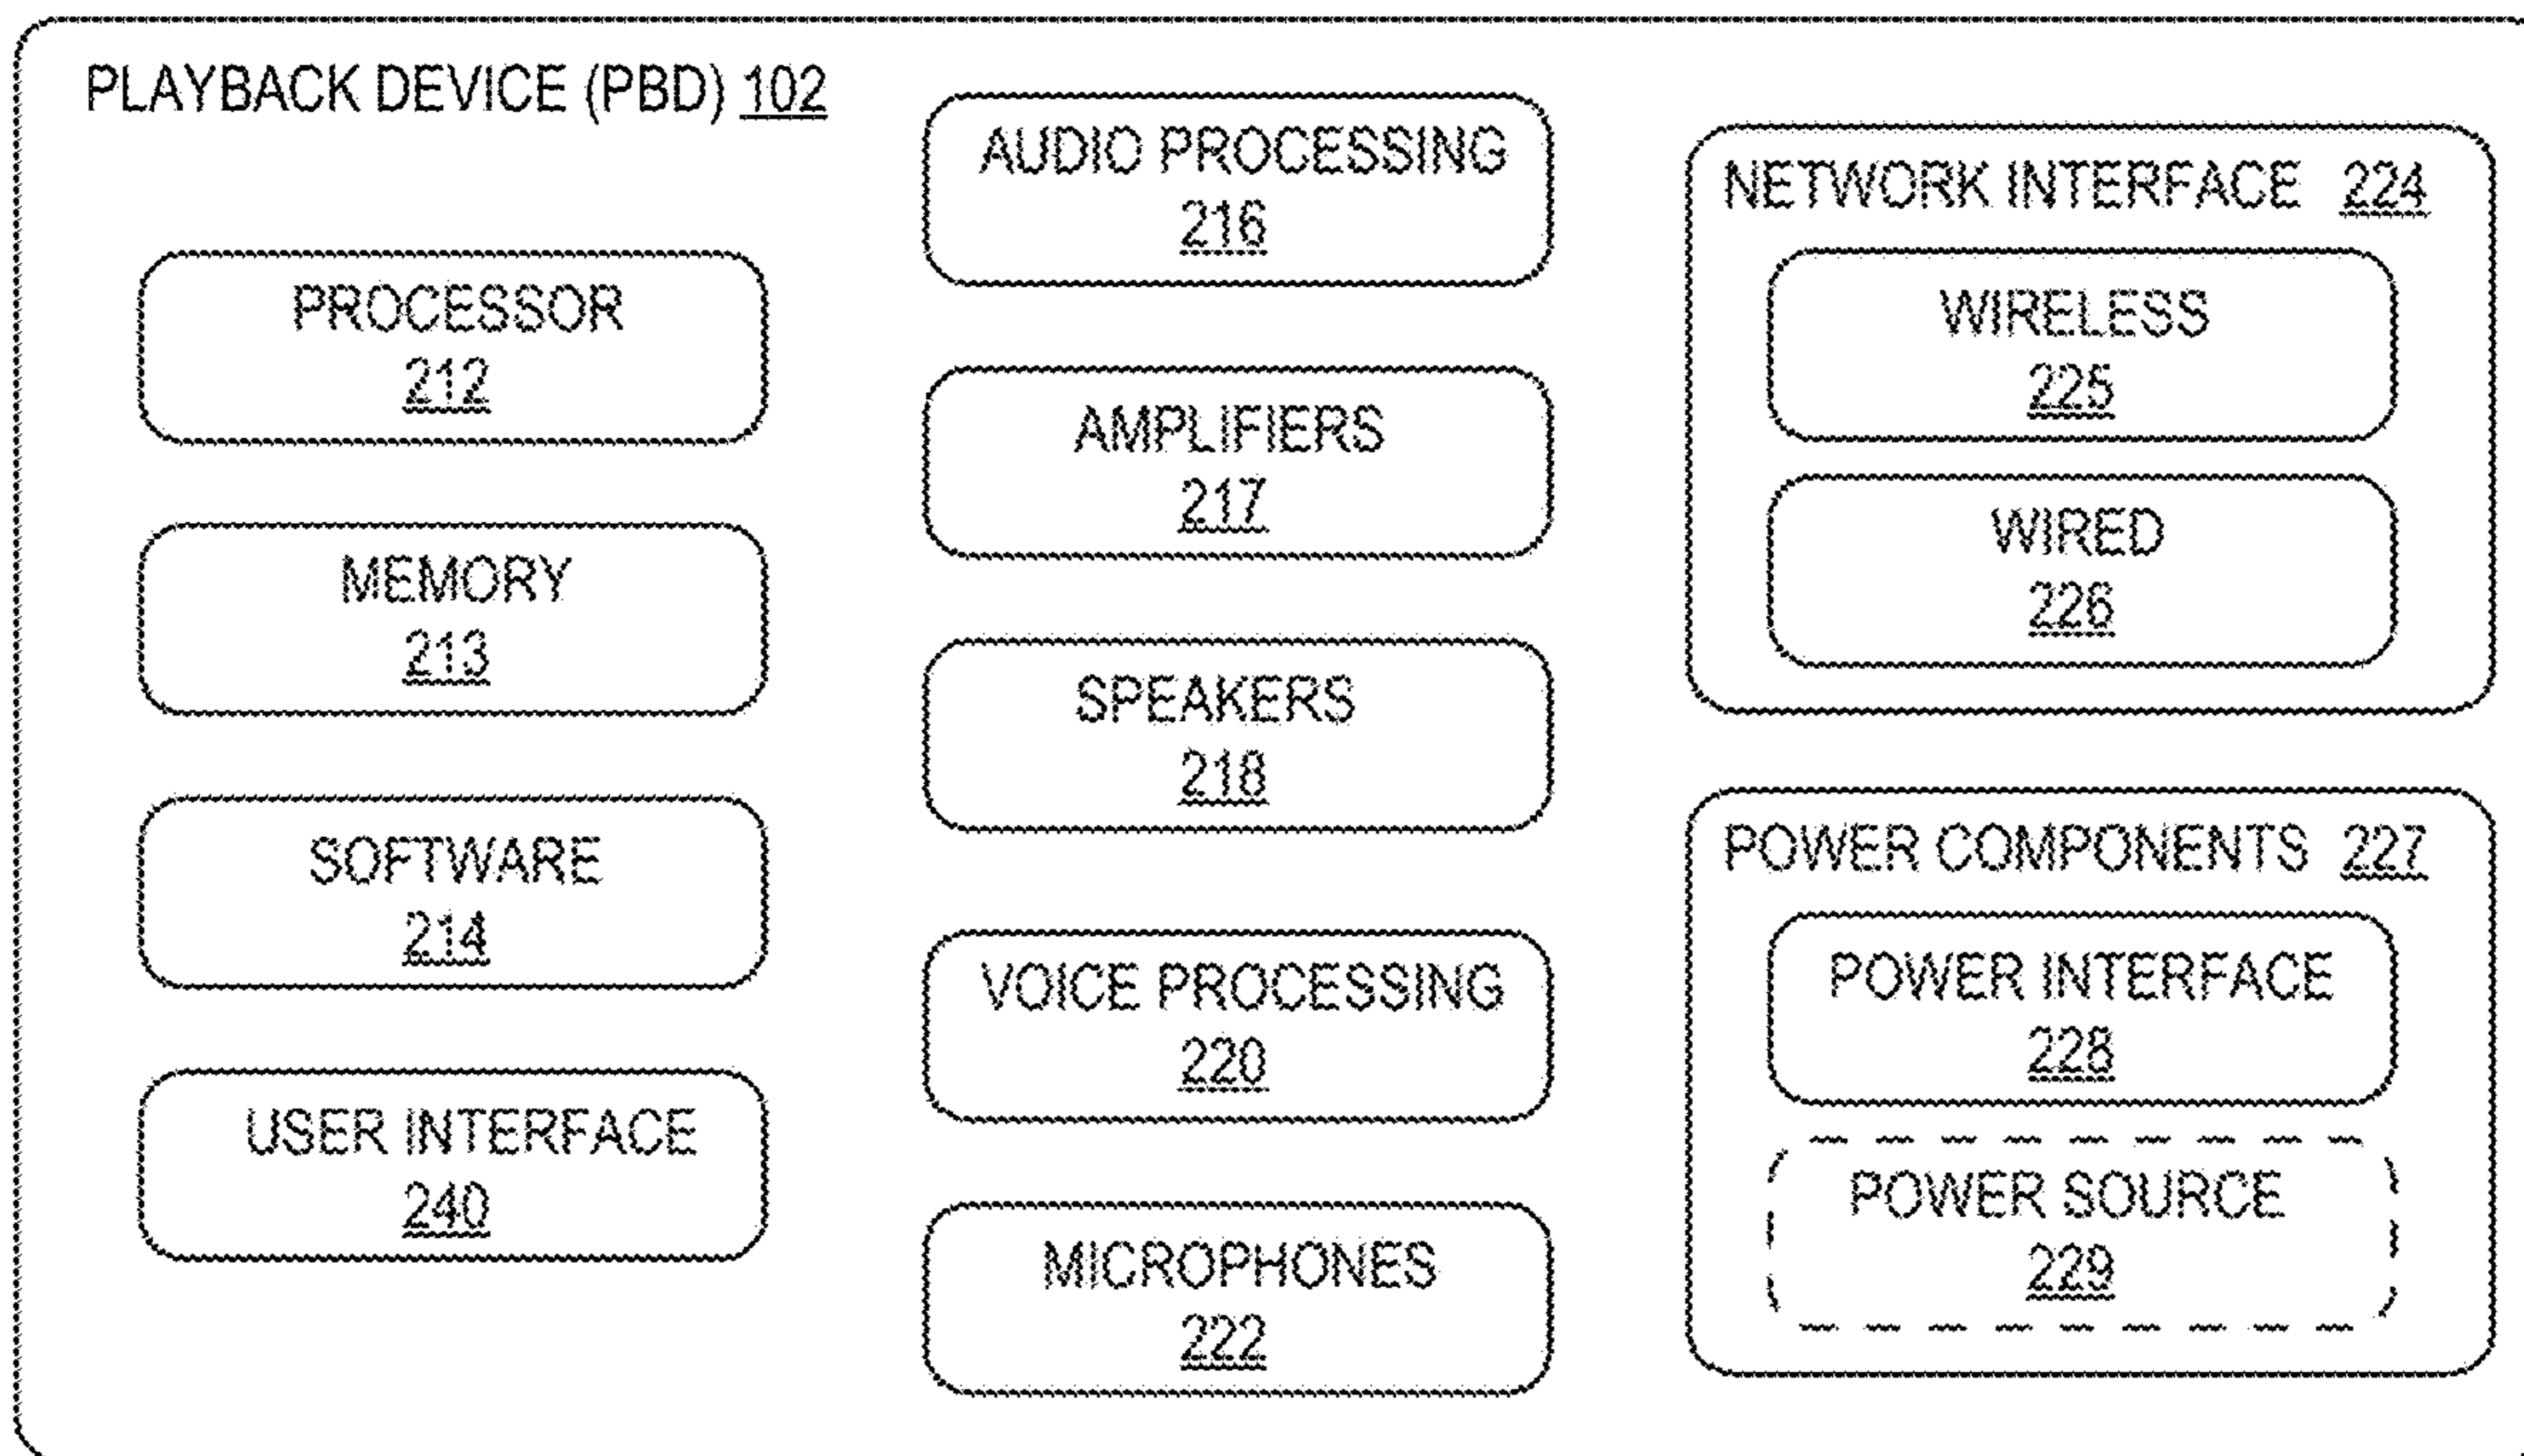 PLAYBACK DEVICE (PBD) 102
PROCESSOR
212
MEMORY
213
SOFTWARE
214
USER INTERFACE
240
AUDIO PROCESSING
216
AMPLIFIERS
217
SPEAKERS
218
VOICE PROCESSING
220
MICROPHONES
222
NETWORK INTERFACE 224
WIRELESS
225
WIRED
226
POWER COMPONENTS 227
POWER INTERFACE
228
POWER SOURCE
229